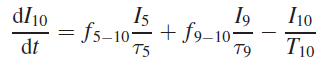 dI₁₀/dt = f₅₋₁₀ I₅/τ5 + f₉₋₁₀ I₉/τ9 − I₁₀/T₁₀